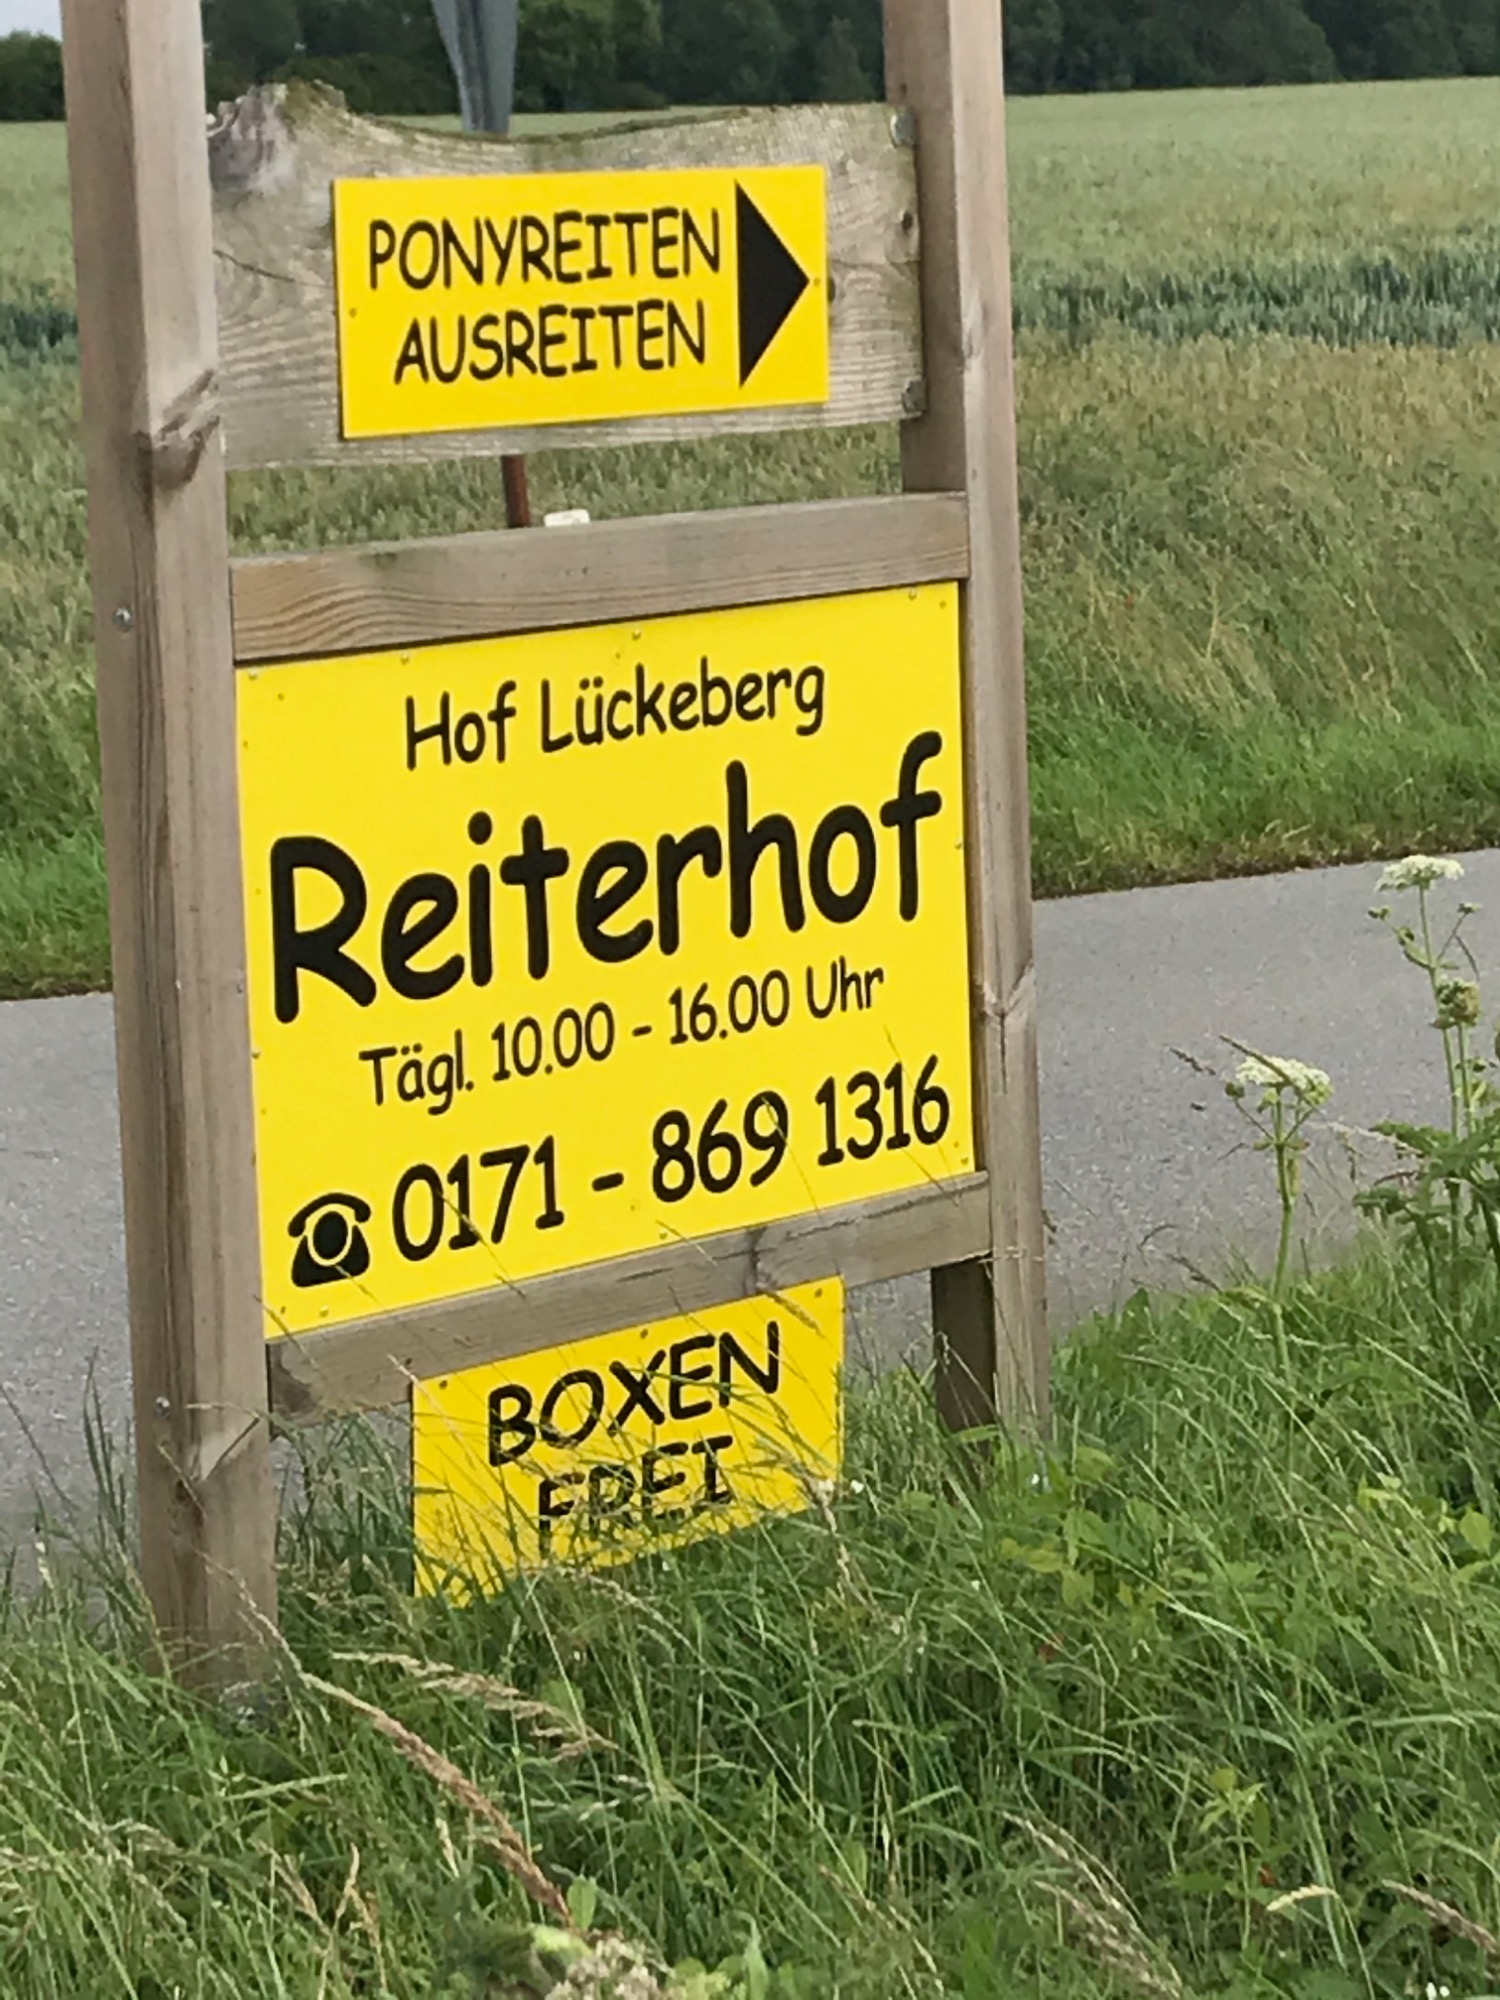 PONYREITEN
AUSREITEN
Hof Lückeberg
Reiterhof
Tägl. 10.00 - 16.00 Uhr
0171 - 869 1316
BOXEN
FREI